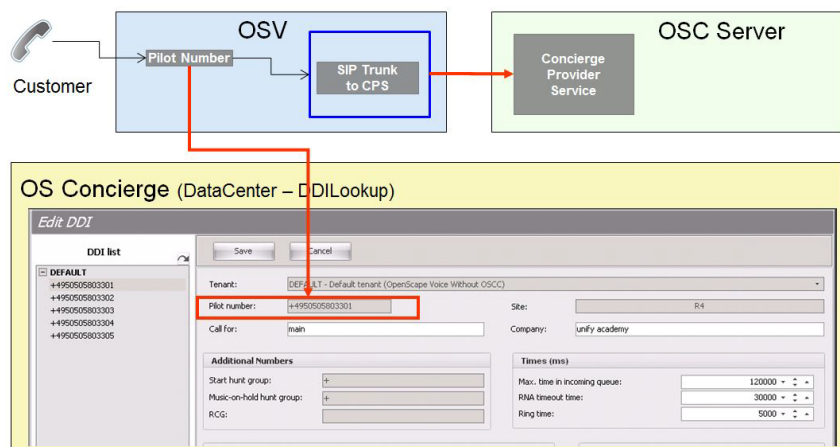 OSV
OSC Server
Customer
Pilot Number
SIP Trunk
to CPS
Concierge
Provider
Service
OS Concierge (DataCenter – DDILookup)
Edit DDI
DDI list
DEFAULT
+4950505803301
+4950505803302
+4950505803303
+4950505803304
+4950505803305
Save
Cancel
Tenant:
DEFAULT - Default tenant (OpenScape Voice Without OSCC)
Pilot number:
+4950505803301
Site:
R4
Call for:
main
Company:
unify academy
Additional Numbers
Start hunt group:
+
Music-on-hold hunt group:
+
RCG:
Times (ms)
Max. time in incoming queue:
120000
RNA timeout time:
30000
Ring time:
5000